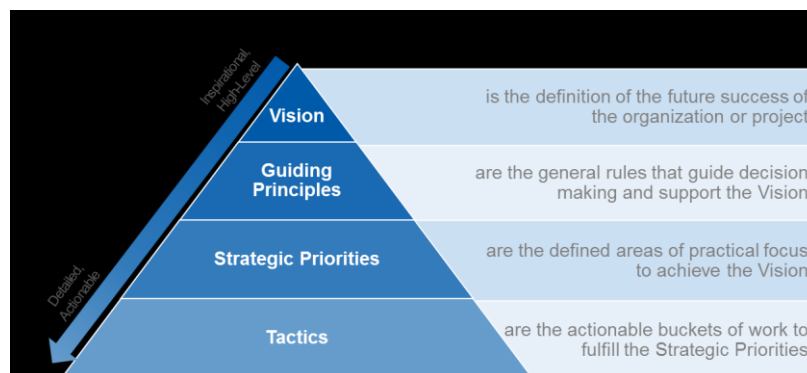 Inspirational,
High-Level
Detailed,
Actionable
Vision
is the definition of the future success of
the organization or project
Guiding
Principles
are the general rules that guide decision
making and support the Vision
Strategic Priorities
are the defined areas of practical focus
to achieve the Vision
Tactics
are the actionable buckets of work to
fulfill the Strategic Priorities